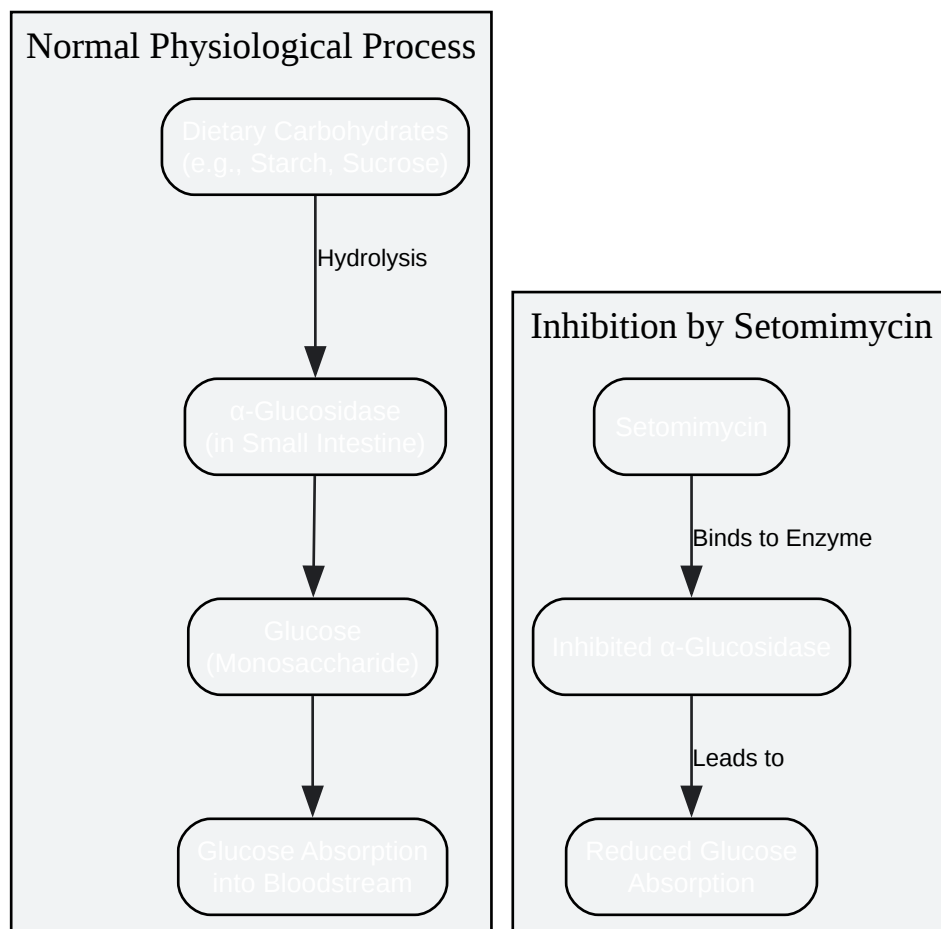 Normal Physiological Process
Dietary Carbohydrates
(e.g., Starch, Sucrose)
Hydrolysis
α-Glucosidase
(in Small Intestine)
Glucose
(Monosaccharide)
Glucose Absorption
into Bloodstream
Inhibition by Setomimycin
Setomimycin
Binds to Enzyme
Inhibited α-Glucosidase
Leads to
Reduced Glucose
Absorption